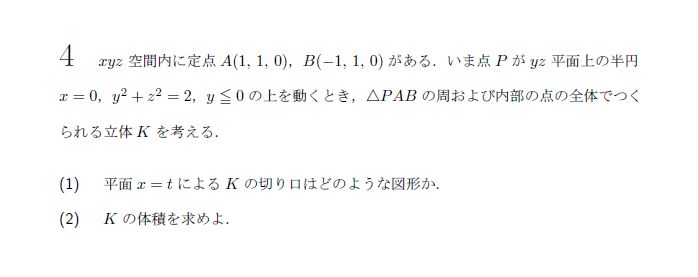 4 xyz 空間内に定点 A(1, 1, 0), B(−1, 1, 0) がある.いま点 P が yz 平面上の半円
x = 0, y² + z² = 2, y ≦ 0 の上を動くとき,△PAB の周および内部の点の全体でつく
られる立体 K を考える.
(1) 平面 x = t による K の切り口はどのような図形か.
(2) K の体積を求めよ.